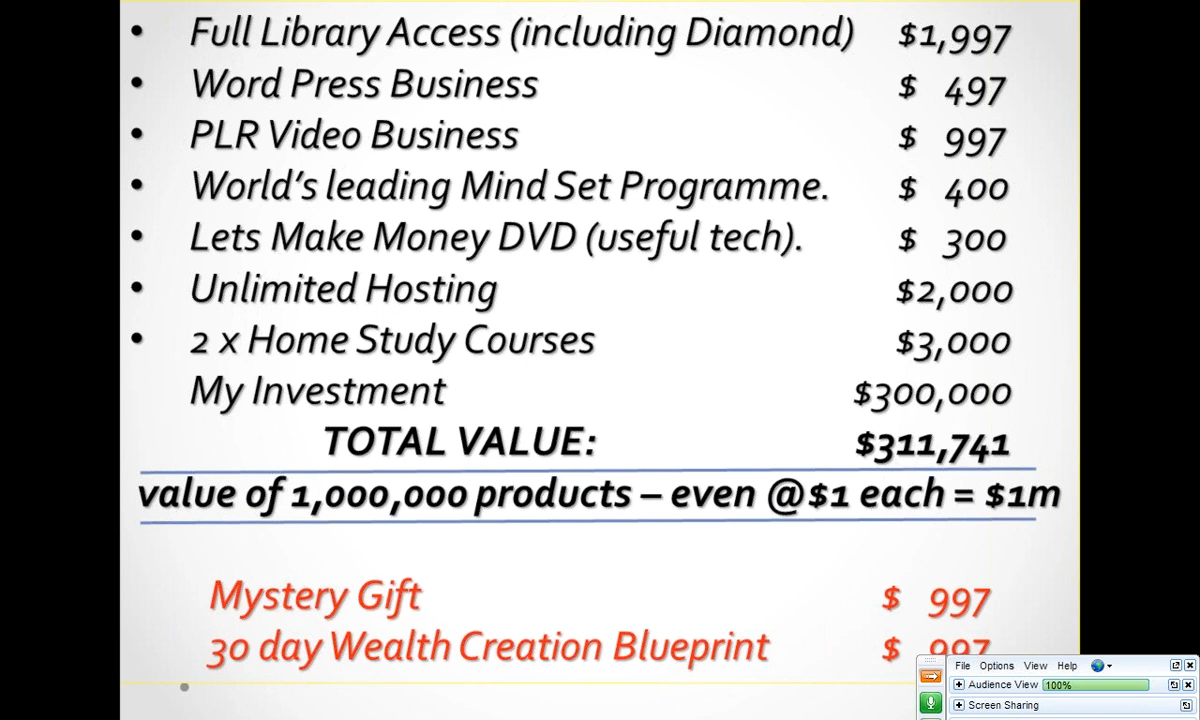 • Full Library Access (including Diamond) $1,997
• Word Press Business $ 497
• PLR Video Business $ 997
• World's leading Mind Set Programme. $ 400
• Lets Make Money DVD (useful tech). $ 300
• Unlimited Hosting $2,000
• 2 x Home Study Courses $3,000
My Investment $300,000
TOTAL VALUE: $311,741
value of 1,000,000 products – even @$1 each = $1m
Mystery Gift $ 997
30 day Wealth Creation Blueprint $ 997
File Options View Help
Audience View 100%
Screen Sharing